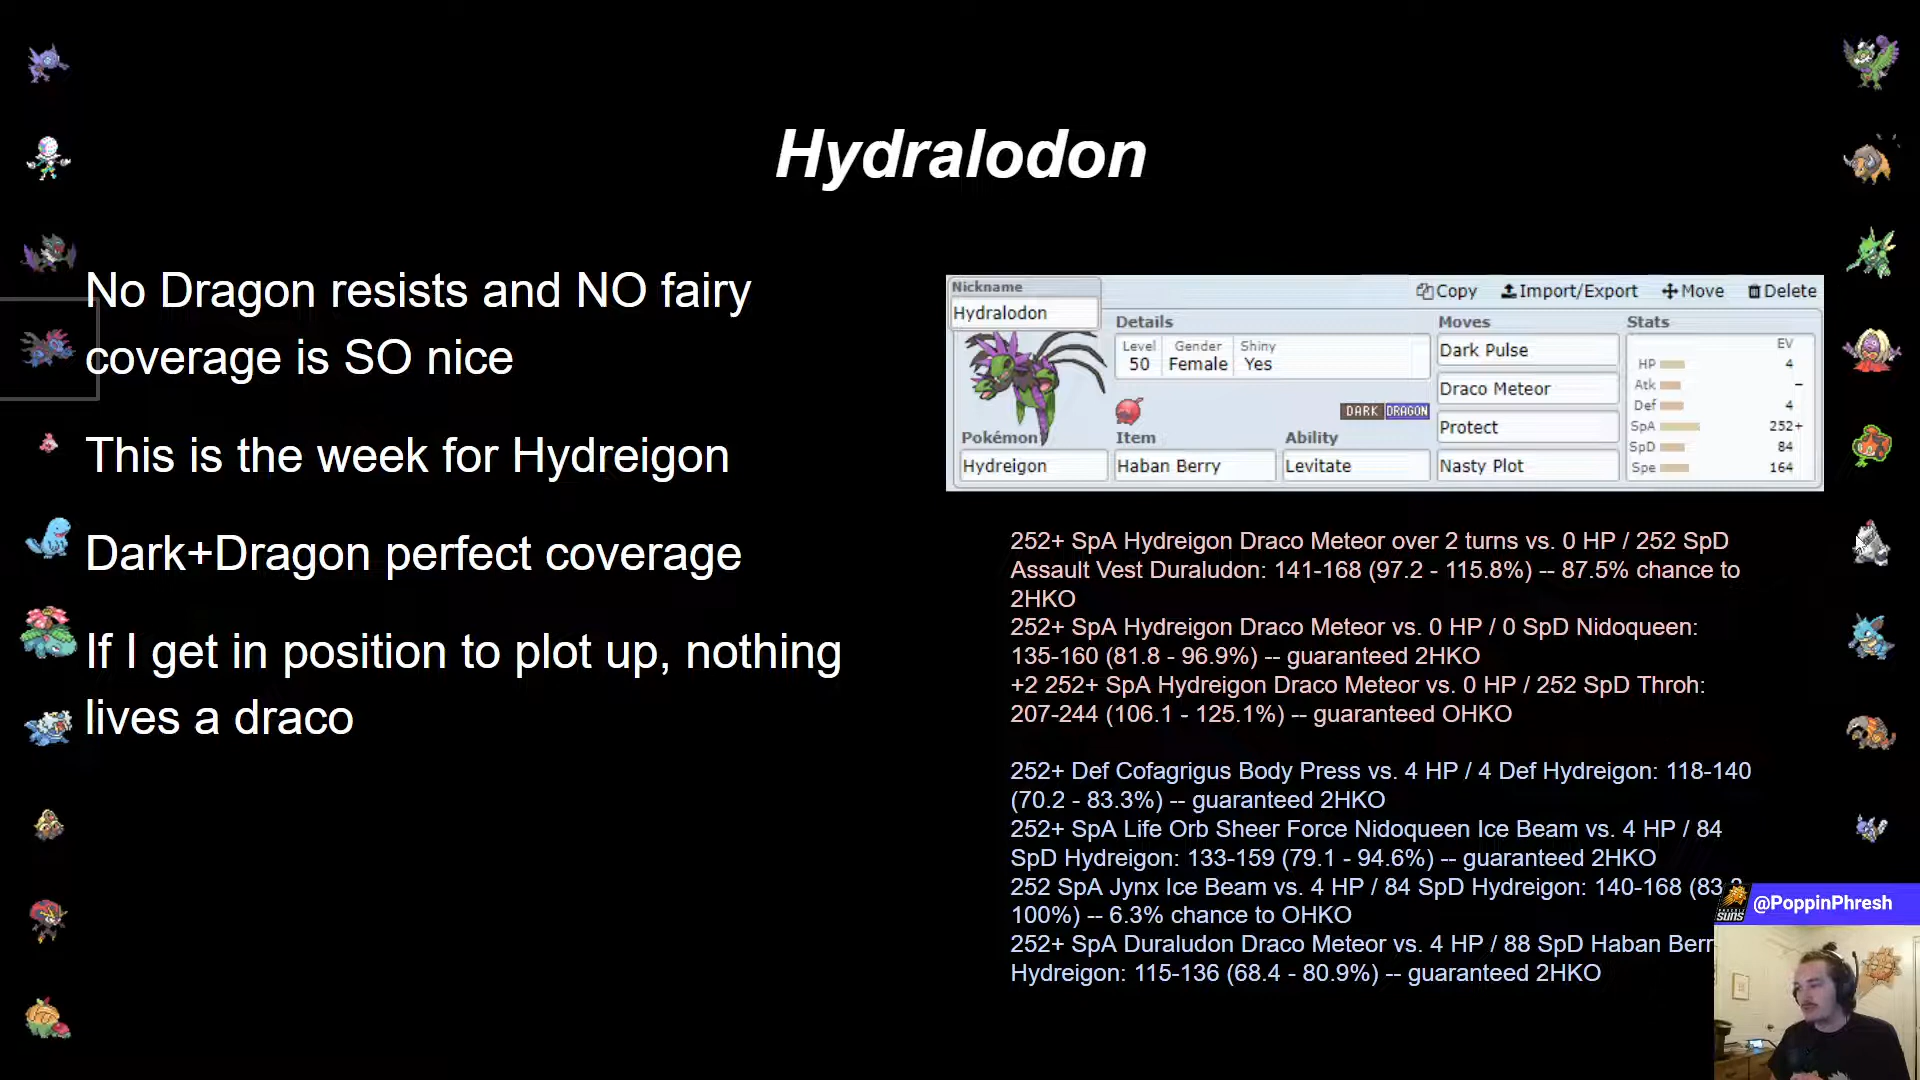 Hydralodon
No Dragon resists and NO fairy
coverage is SO nice
This is the week for Hydreigon
Dark+Dragon perfect coverage
If I get in position to plot up, nothing
lives a draco
Nickname
Hydralodon
Copy Import/Export Move Delete
Details
Level Gender Shiny
50 Female Yes
DARK DRAGON
Pokémon Item Ability
Hydreigon Haban Berry Levitate
Moves
Dark Pulse
Draco Meteor
Protect
Nasty Plot
Stats
EV
HP 4
Atk –
Def 4
SpA 252+
SpD 84
Spe 164
252+ SpA Hydreigon Draco Meteor over 2 turns vs. 0 HP / 252 SpD
Assault Vest Duraludon: 141-168 (97.2 - 115.8%) -- 87.5% chance to
2HKO
252+ SpA Hydreigon Draco Meteor vs. 0 HP / 0 SpD Nidoqueen:
135-160 (81.8 - 96.9%) -- guaranteed 2HKO
+2 252+ SpA Hydreigon Draco Meteor vs. 0 HP / 252 SpD Throh:
207-244 (106.1 - 125.1%) -- guaranteed OHKO
252+ Def Cofagrigus Body Press vs. 4 HP / 4 Def Hydreigon: 118-140
(70.2 - 83.3%) -- guaranteed 2HKO
252+ SpA Life Orb Sheer Force Nidoqueen Ice Beam vs. 4 HP / 84
SpD Hydreigon: 133-159 (79.1 - 94.6%) -- guaranteed 2HKO
252 SpA Jynx Ice Beam vs. 4 HP / 84 SpD Hydreigon: 140-168
100%) -- 6.3% chance to OHKO
252+ SpA Duraludon Draco Meteor vs. 4 HP / 88 SpD Haban
Hydreigon: 115-136 (68.4 - 80.9%) -- guaranteed 2HKO
SUNS
@PoppinPhresh